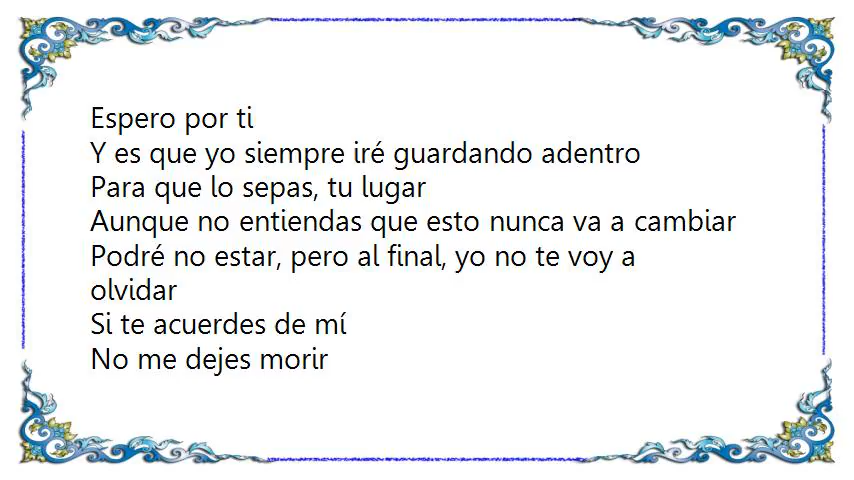 Espero por ti
Y es que yo siempre iré guardando adentro
Para que lo sepas, tu lugar
Aunque no entiendas que esto nunca va a cambiar
Podré no estar, pero al final, yo no te voy a
olvidar
Si te acuerdes de mí
No me dejes morir